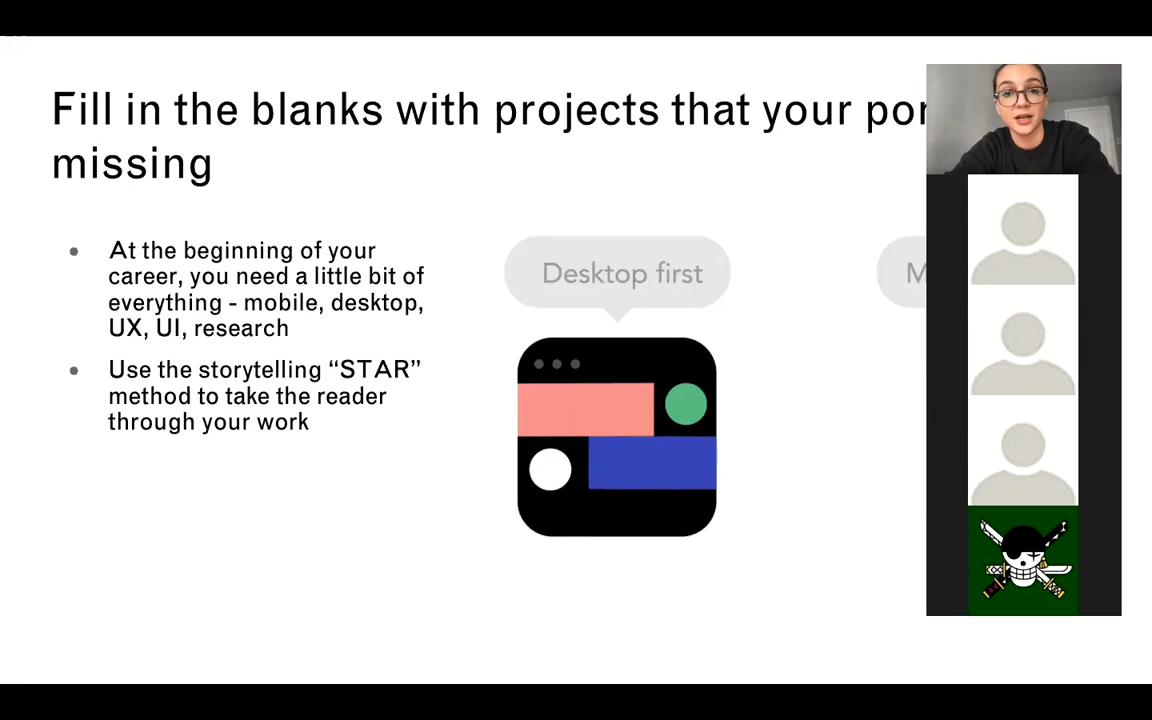 Fill in the blanks with projects that your
missing
At the beginning of your
career, you need a little bit of
everything - mobile, desktop,
UX, UI, research
Use the storytelling “STAR”
method to take the reader
through your work
Desktop first